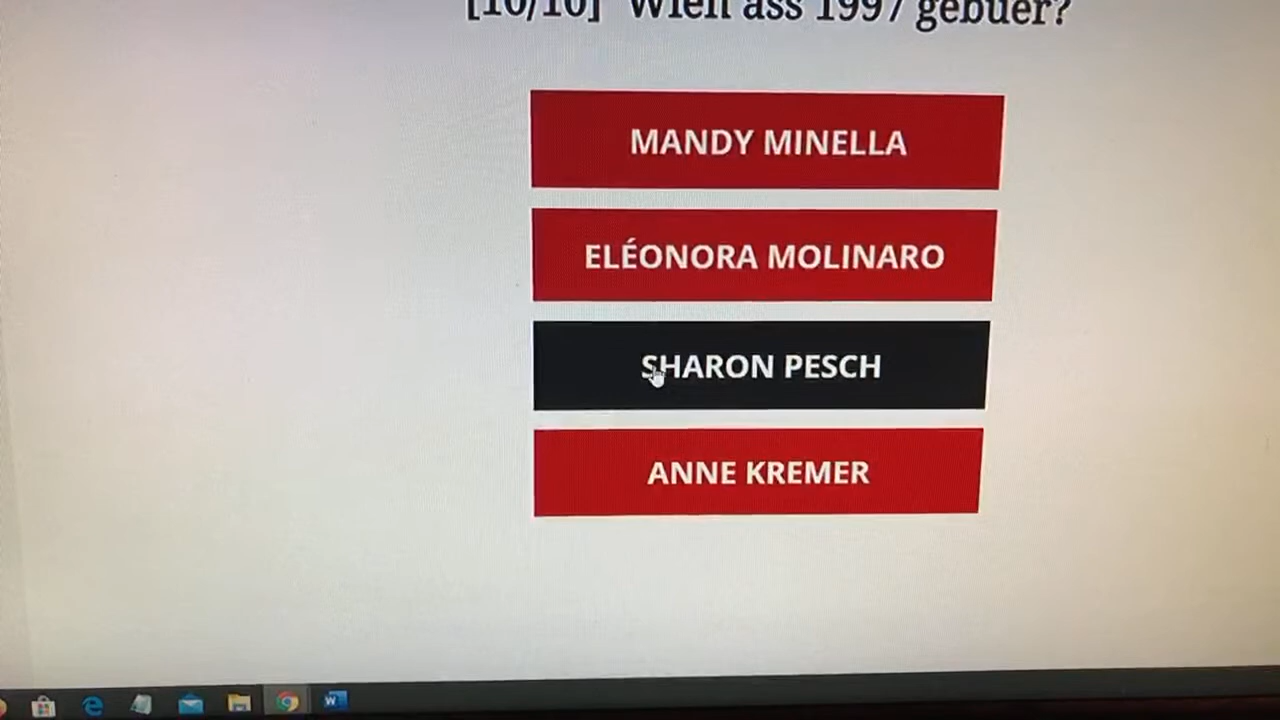 [10/10] Wien ass 1997 gebuer?
MANDY MINELLA
ELÉONORA MOLINARO
SHARON PESCH
ANNE KREMER